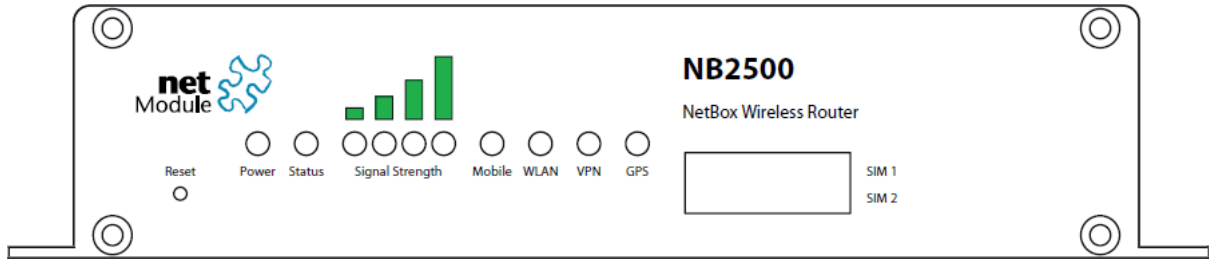 net
Module
NB2500
NetBox Wireless Router
Reset
Power Status Signal Strength Mobile WLAN VPN GPS
SIM 1
SIM 2